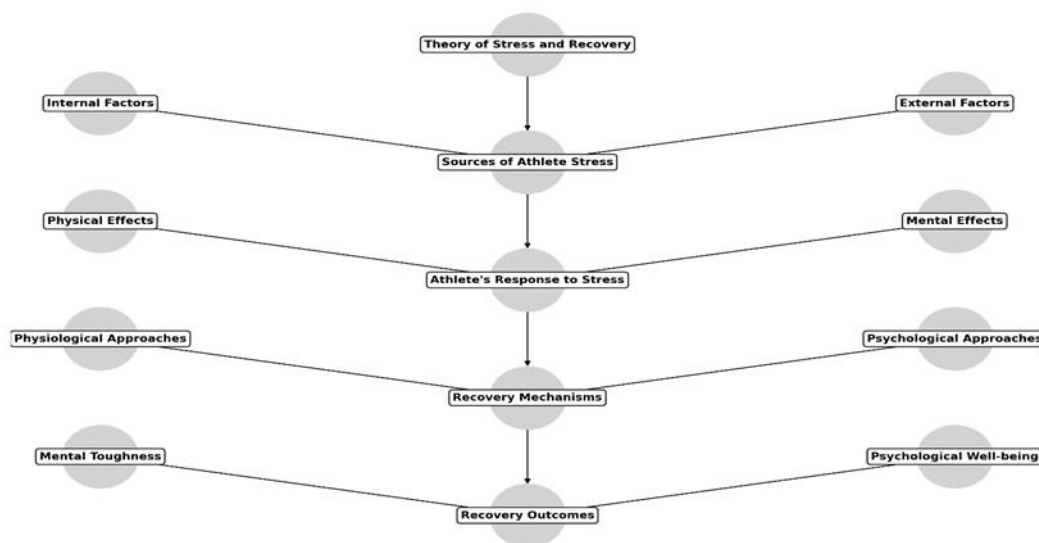 Theory of Stress and Recovery
Internal Factors
External Factors
Sources of Athlete Stress
Physical Effects
Mental Effects
Athlete's Response to Stress
Physiological Approaches
Psychological Approaches
Recovery Mechanisms
Mental Toughness
Psychological Well-being
Recovery Outcomes